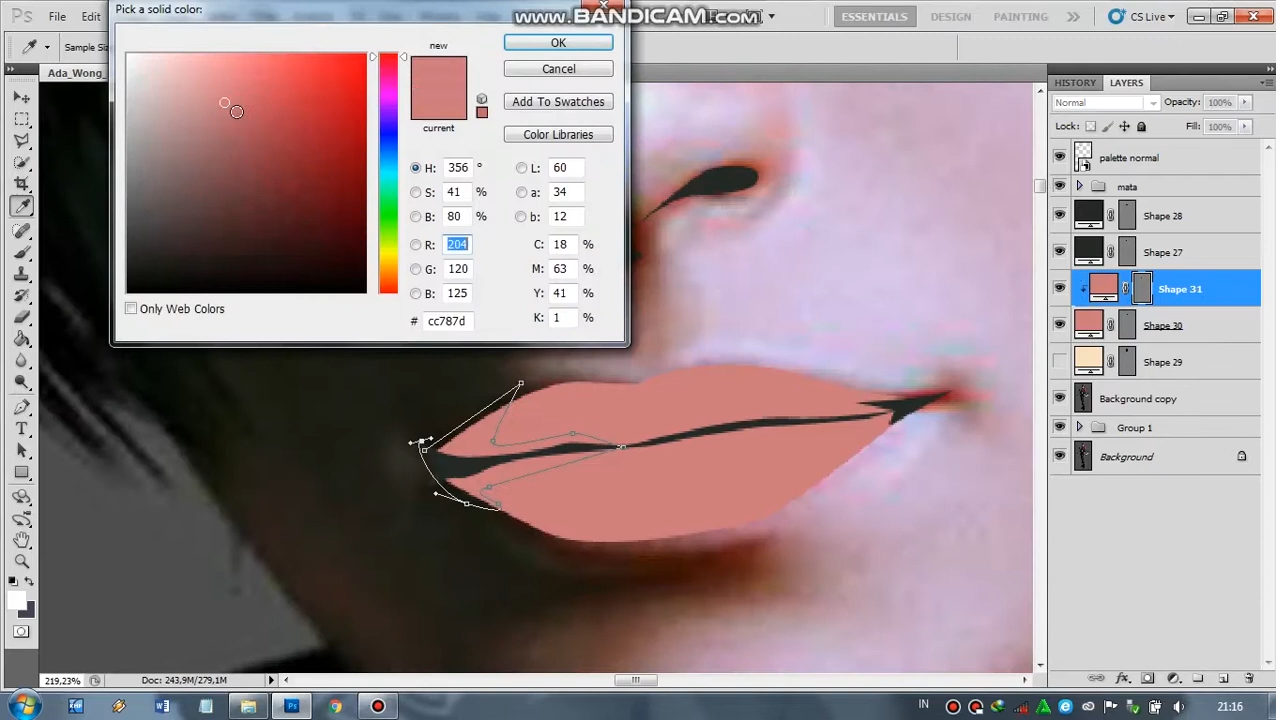 Pick a solid color:
www.BANDICAM.com
ESSENTIALS
DESIGN
PAINTING
CS Live
Ps
File
Edit
Sample Siz
Ada_Wong_
new
current
OK
Cancel
Add To Swatches
Color Libraries
H: 356 °
S: 41 %
B: 80 %
R: 204
G: 120
B: 125
# cc787d
L: 60
a: 34
b: 12
C: 18 %
M: 63 %
Y: 41 %
K: 1 %
Only Web Colors
HISTORY
LAYERS
Normal
Opacity: 100%
Lock:
Fill: 100%
palette normal
mata
Shape 28
Shape 27
Shape 31
Shape 30
Shape 29
Background copy
Group 1
Background
219,23%
Doc: 243,9M/279,1M
IN
21:16